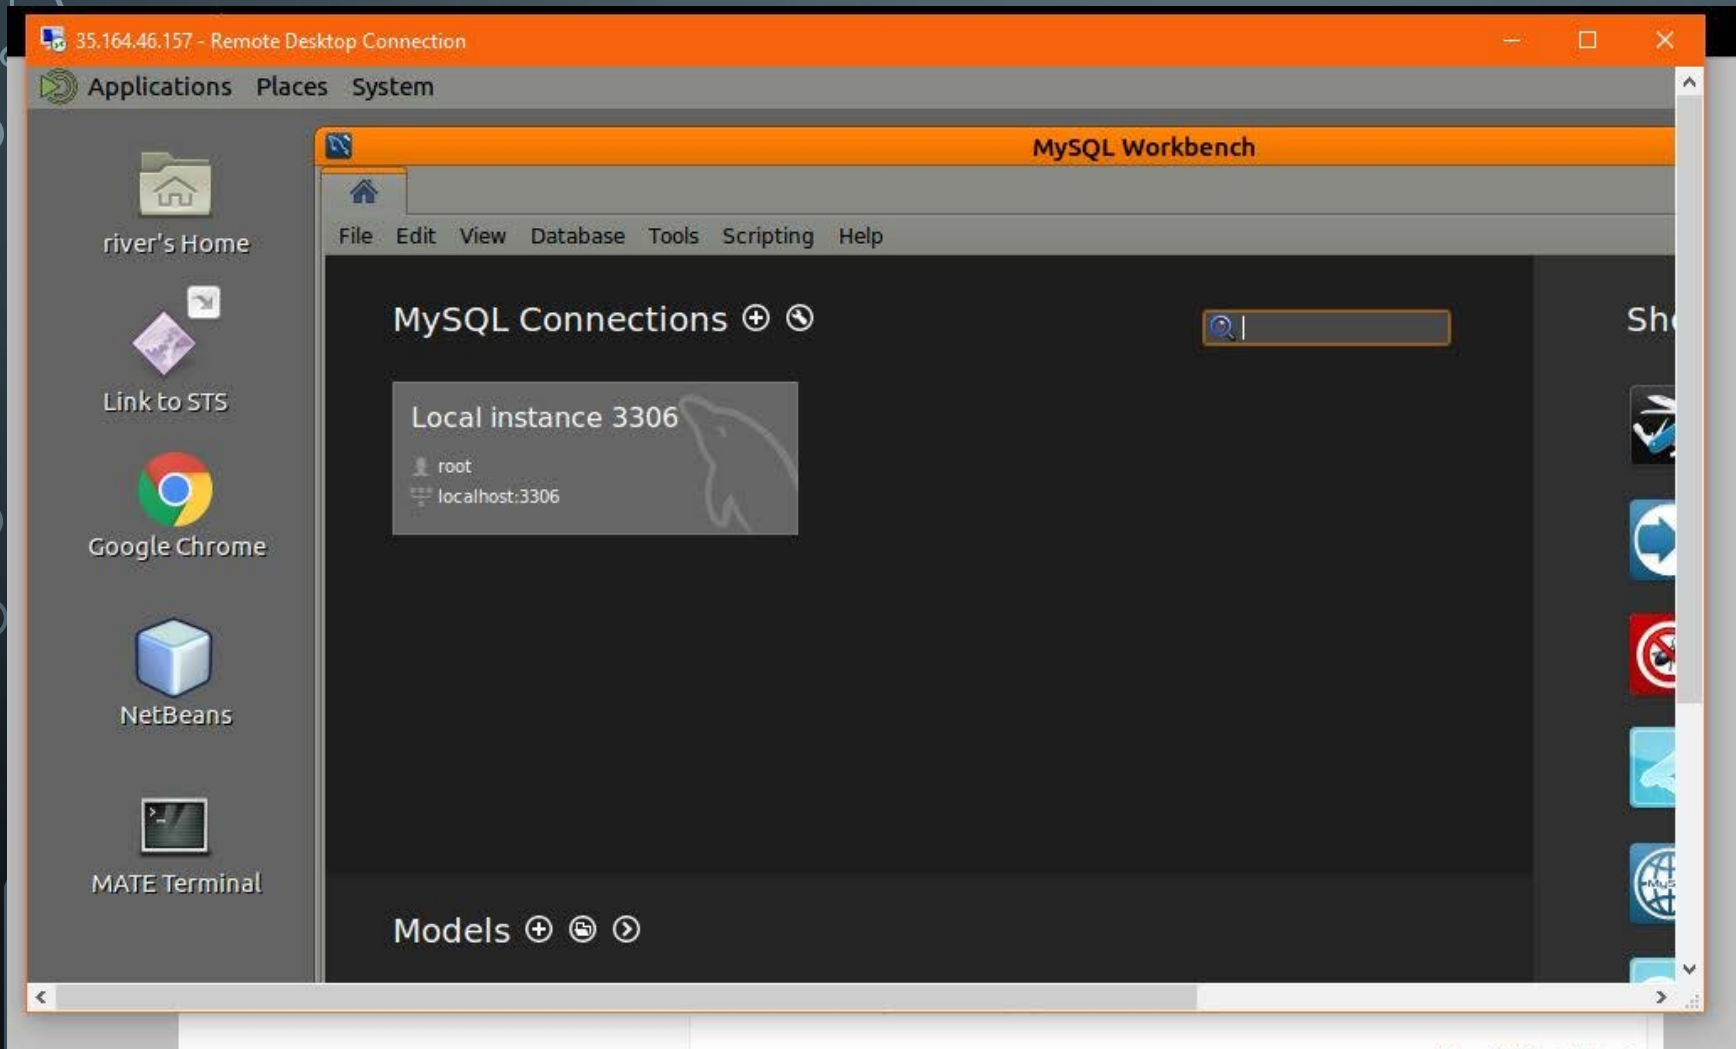 35.164.46.157 - Remote Desktop Connection
Applications Places System
MySQL Workbench
river's Home
File Edit View Database Tools Scripting Help
MySQL Connections
Link to STS
Local instance 3306
root
localhost:3306
Google Chrome
NetBeans
MATE Terminal
Models